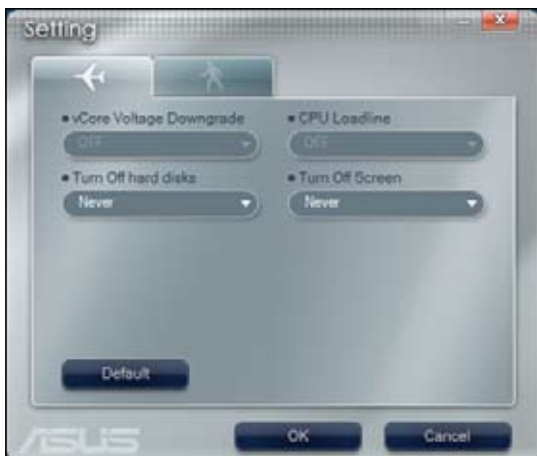 Setting
• vCore Voltage Downgrade
• CPU Loadline
OFF
OFF
• Turn Off hard disks
• Turn Off Screen
Never
Never
Default
OK
Cancel
ASUS